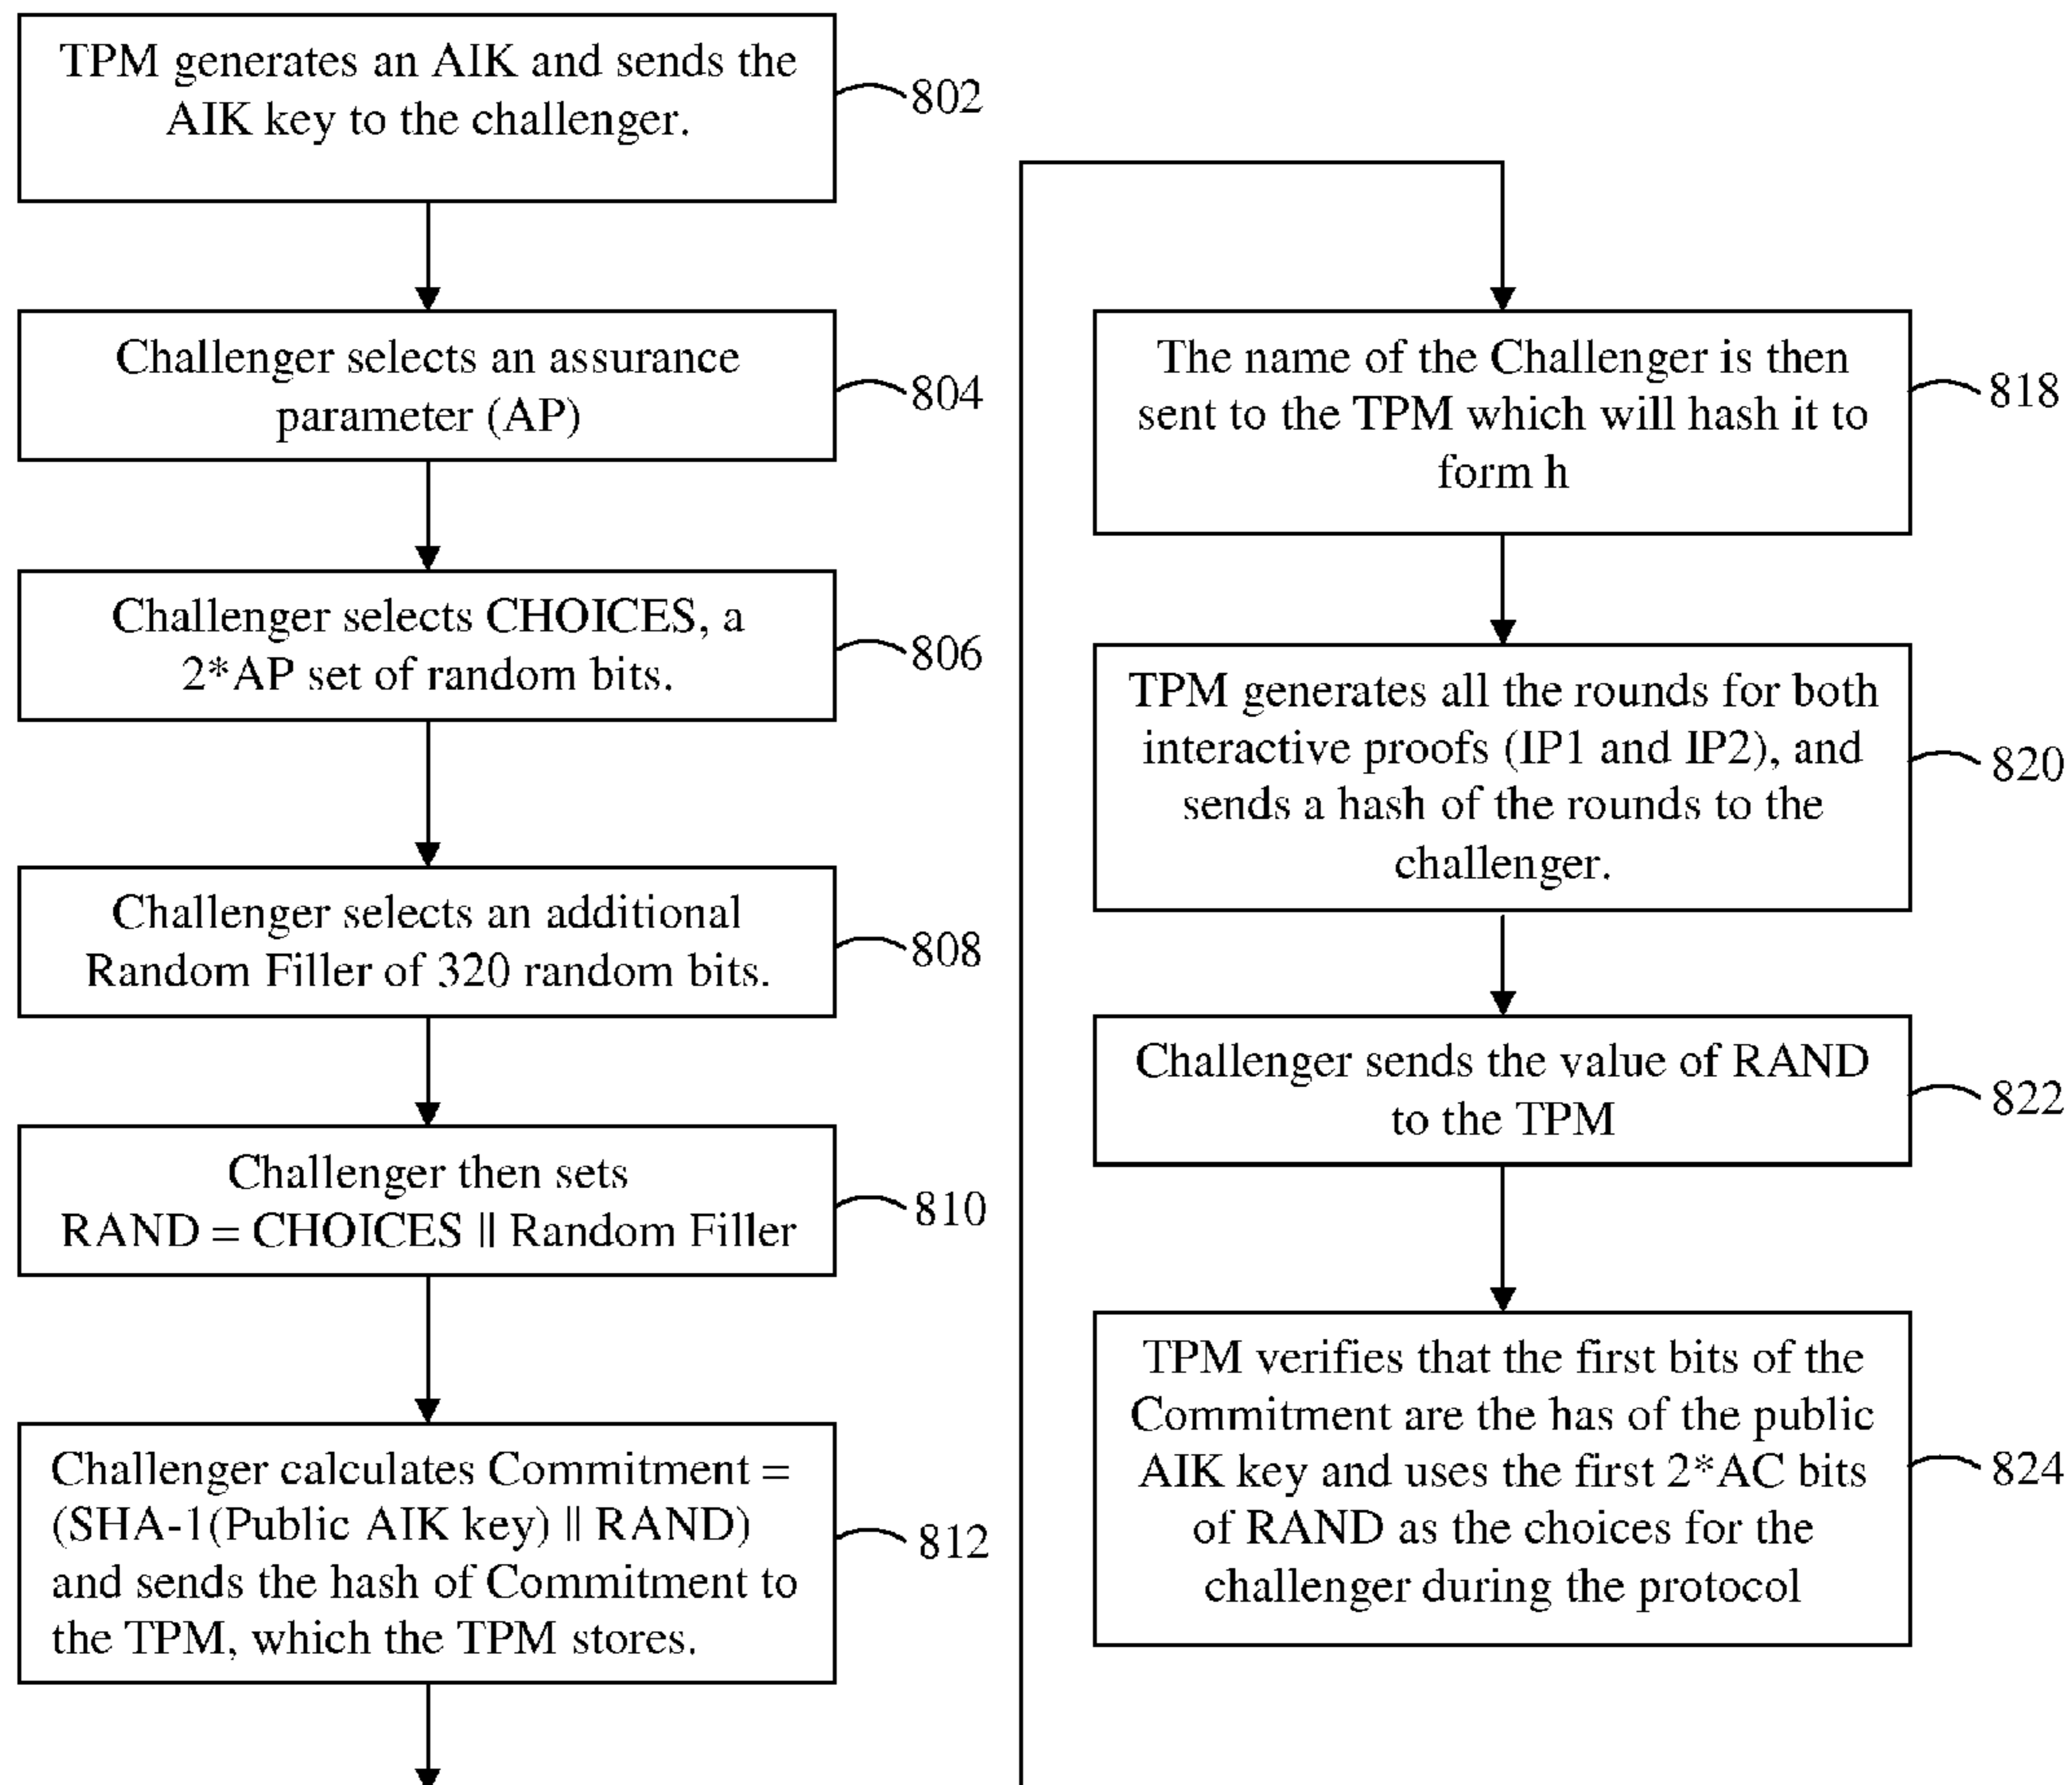 TPM generates an AIK and sends the
AIK key to the challenger.
802
Challenger selects an assurance
parameter (AP)
804
Challenger selects CHOICES, a
2*AP set of random bits.
806
Challenger selects an additional
Random Filler of 320 random bits.
808
Challenger then sets
RAND = CHOICES || Random Filler
810
Challenger calculates Commitment =
(SHA-1(Public AIK key) || RAND)
and sends the hash of Commitment to
the TPM, which the TPM stores.
812
The name of the Challenger is then
sent to the TPM which will hash it to
form h
818
TPM generates all the rounds for both
interactive proofs (IP1 and IP2), and
sends a hash of the rounds to the
challenger.
820
Challenger sends the value of RAND
to the TPM
822
TPM verifies that the first bits of the
Commitment are the has of the public
AIK key and uses the first 2*AC bits
of RAND as the choices for the
challenger during the protocol
824